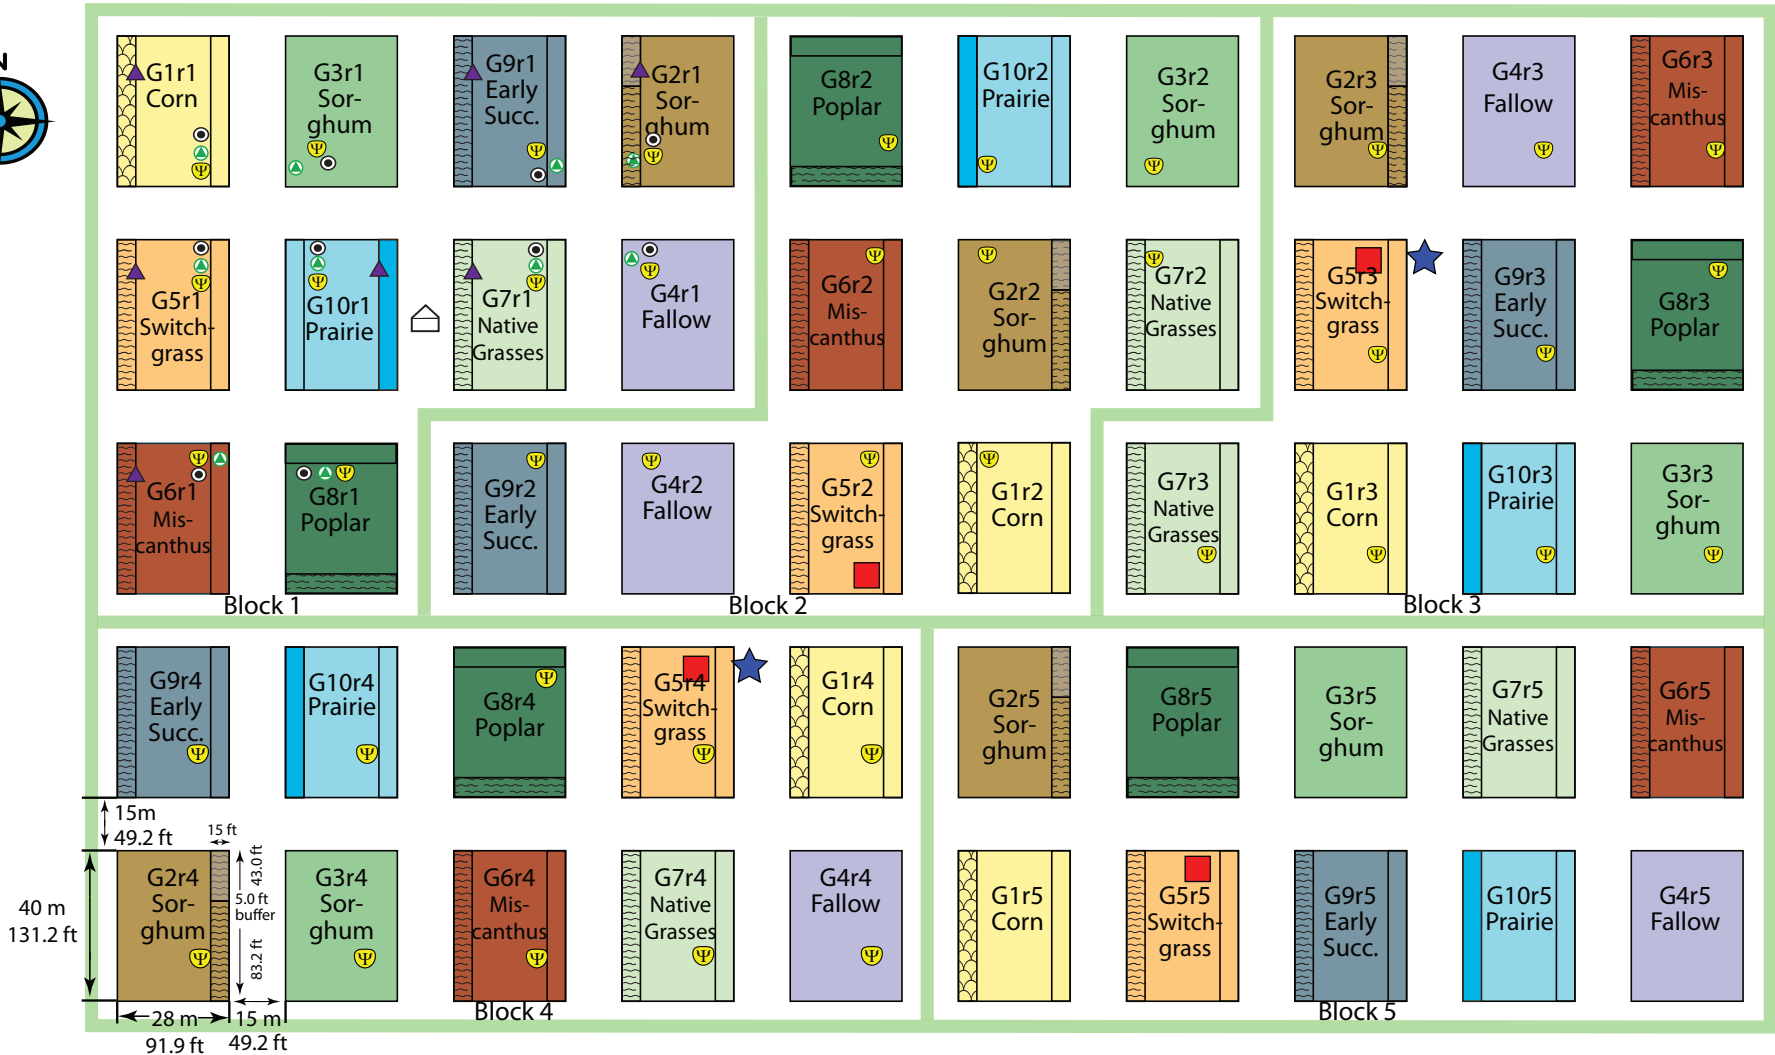 N
G1r1
Corn
G3r1
Sor-
ghum
G9r1
Early
Succ.
G2r1
Sor-
ghum
G8r2
Poplar
G10r2
Prairie
G3r2
Sor-
ghum
G2r3
Sor-
ghum
G4r3
Fallow
G6r3
Mis-
canthus
G5r1
Switch-
grass
G10r1
Prairie
G7r1
Native
Grasses
G4r1
Fallow
G6r2
Mis-
canthus
G2r2
Sor-
ghum
G7r2
Native
Grasses
G5r3
Switch-
grass
G9r3
Early
Succ.
G8r3
Poplar
G6r1
Mis-
canthus
G8r1
Poplar
G9r2
Early
Succ.
G4r2
Fallow
G5r2
Switch-
grass
G1r2
Corn
G7r3
Native
Grasses
G1r3
Corn
G10r3
Prairie
G3r3
Sor-
ghum
Block 1
Block 2
Block 3
G9r4
Early
Succ.
G10r4
Prairie
G8r4
Poplar
G5r4
Switch-
grass
G1r4
Corn
G2r5
Sor-
ghum
G8r5
Poplar
G3r5
Sor-
ghum
G7r5
Native
Grasses
G6r5
Mis-
canthus
15m
49.2 ft
15 ft
40 m
131.2 ft
G2r4
Sor-
ghum
43.0 ft
5.0 ft
buffer
83.2 ft
G3r4
Sor-
ghum
G6r4
Mis-
canthus
G7r4
Native
Grasses
G4r4
Fallow
G1r5
Corn
G5r5
Switch-
grass
G9r5
Early
Succ.
G10r5
Prairie
G4r5
Fallow
Block 4
Block 5
28 m
91.9 ft
15 m
49.2 ft